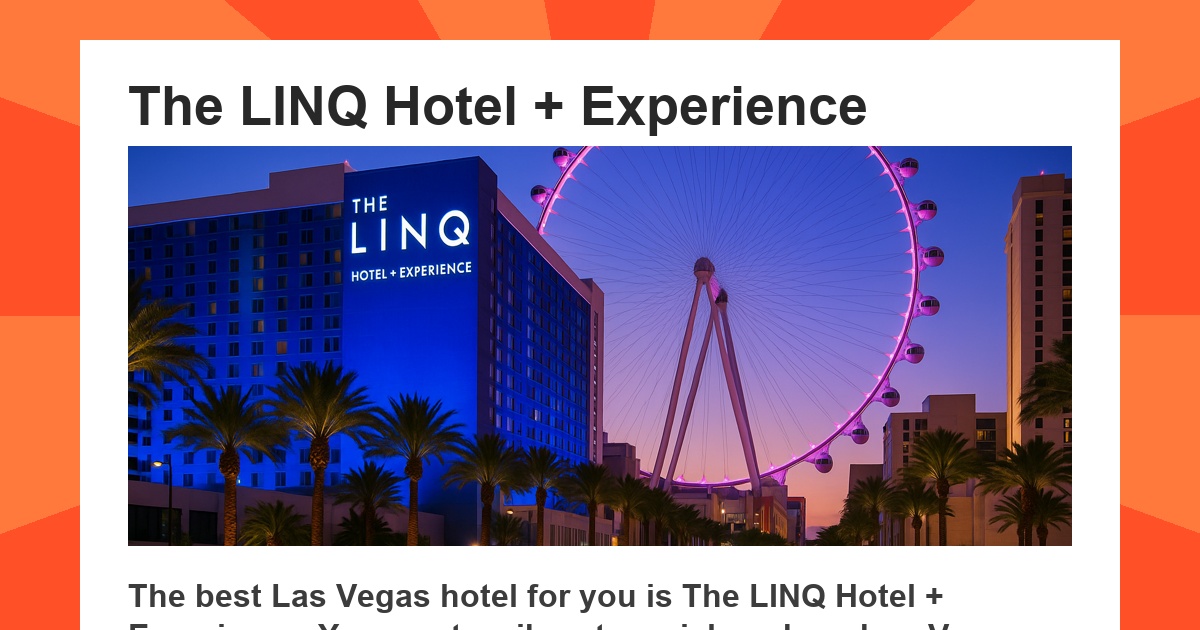 The LINQ Hotel + Experience
THE
LINQ
HOTEL + EXPERIENCE
The best Las Vegas hotel for you is The LINQ Hotel +